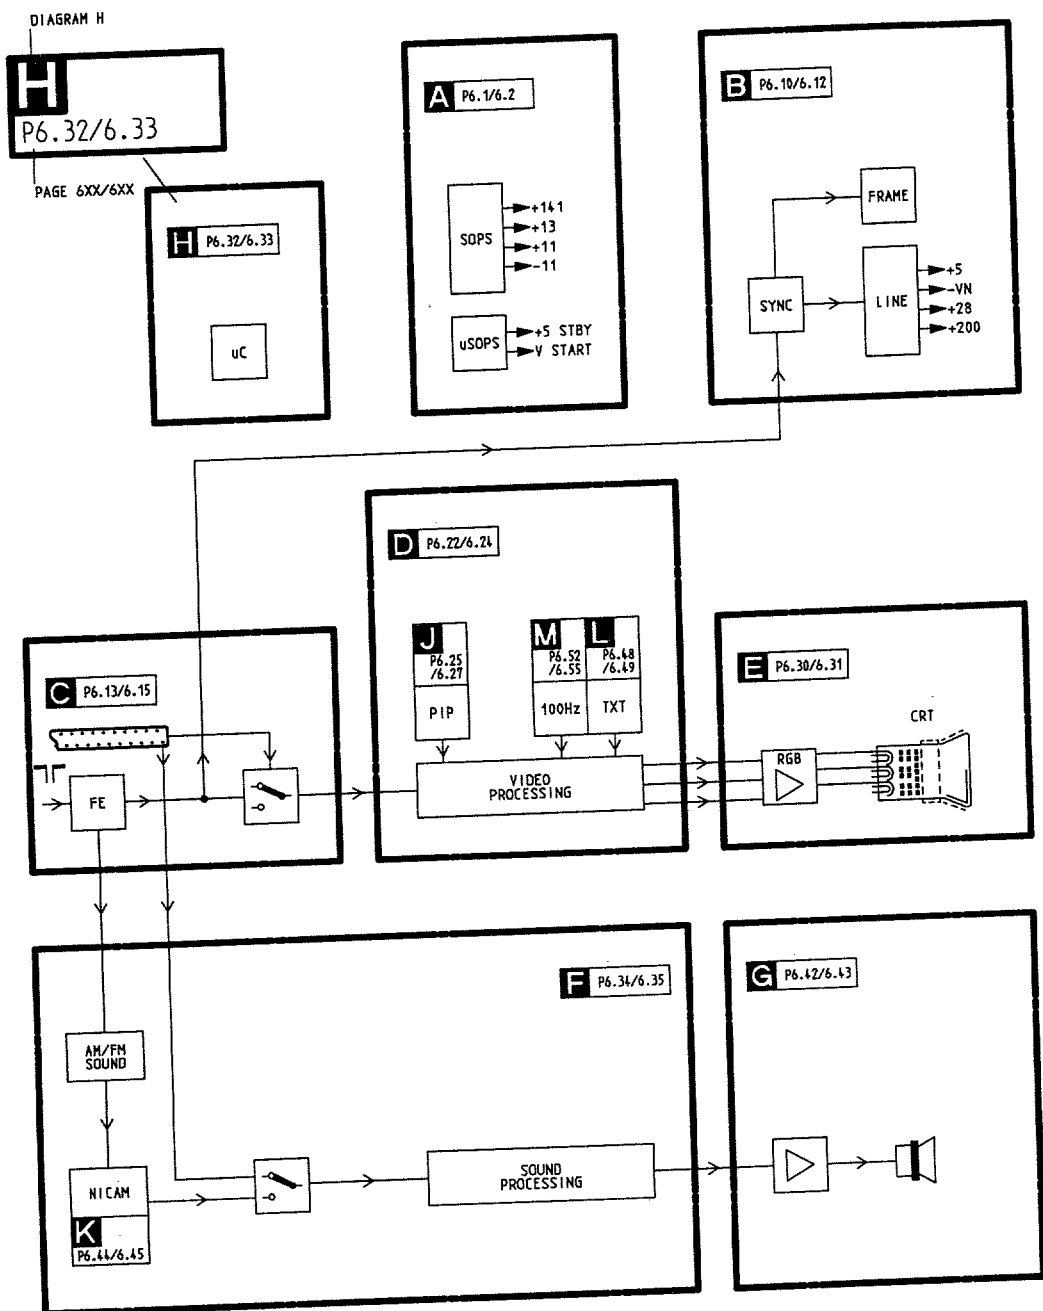 DIAGRAM H
H
P6.32/6.33
PAGE 6XX/6XX
H P6.32/6.33
uC
A P6.1/6.2
SOPS
+141
+13
+11
-11
uSOPS
+5 STBY
V START
B P6.10/6.12
FRAME
SYNC
LINE
+5
-VN
+28
+200
D P6.22/6.24
J
P6.25
/6.27
PIP
M
P6.52
/6.55
100Hz
L
P6.48
/6.49
TXT
VIDEO
PROCESSING
C P6.13/6.15
FE
E P6.30/6.31
CRT
RGB
F P6.34/6.35
AM/FM
SOUND
NICAM
K
P6.44/6.45
SOUND
PROCESSING
G P6.42/6.43